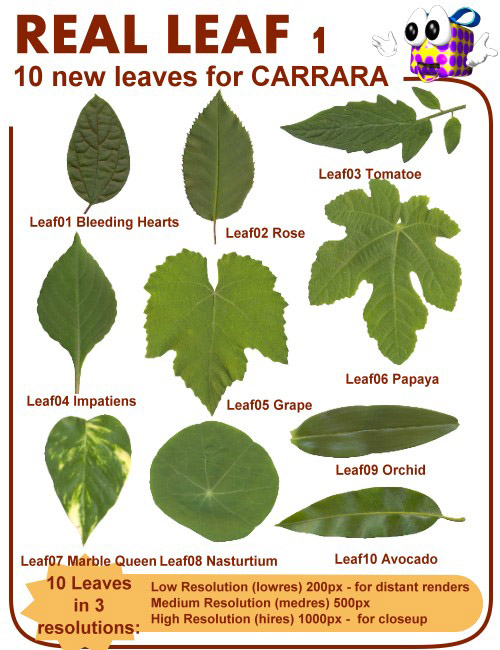 REAL LEAF 1
10 new leaves for CARRARA
Leaf01 Bleeding Hearts
Leaf02 Rose
Leaf03 Tomatoe
Leaf04 Impatiens
Leaf05 Grape
Leaf06 Papaya
Leaf09 Orchid
Leaf07 Marble Queen
Leaf08 Nasturtium
Leaf10 Avocado
10 Leaves
in 3
resolutions:
Low Resolution (lowres) 200px - for distant renders
Medium Resolution (medres) 500px
High Resolution (hires) 1000px - for closeup